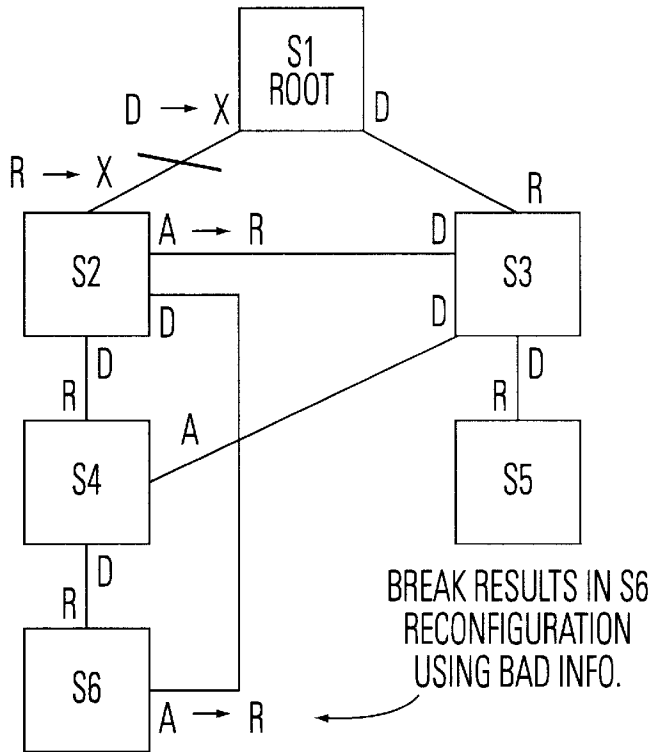 S1
ROOT
D → X
D
R → X
R
A → R
D
S2
S3
D
D
D
D
R
R
A
S4
S5
D
R
BREAK RESULTS IN S6
RECONFIGURATION
USING BAD INFO.
S6
A → R